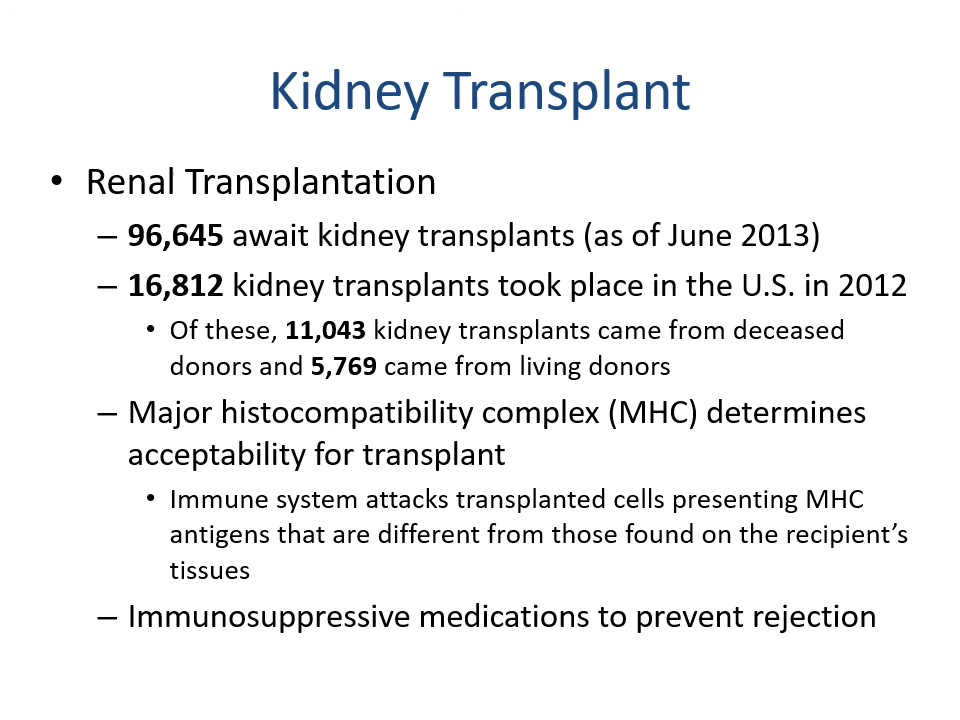 Kidney Transplant
• Renal Transplantation
– 96,645 await kidney transplants (as of June 2013)
– 16,812 kidney transplants took place in the U.S. in 2012
• Of these, 11,043 kidney transplants came from deceased
donors and 5,769 came from living donors
– Major histocompatibility complex (MHC) determines
acceptability for transplant
• Immune system attacks transplanted cells presenting MHC
antigens that are different from those found on the recipient’s
tissues
– Immunosuppressive medications to prevent rejection